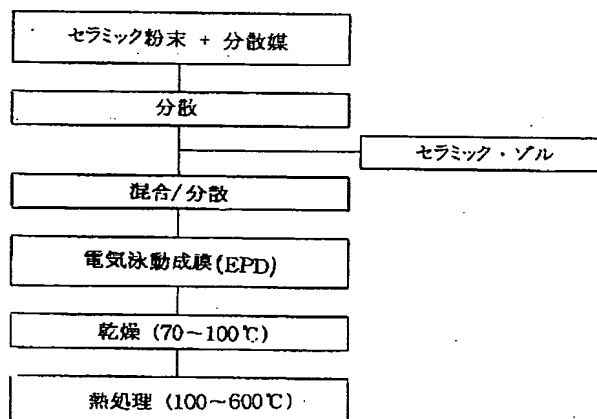 セラミック粉末 + 分散媒
分散
セラミック・ゾル
混合/分散
電気泳動成膜(EPD)
乾燥 (70~100℃)
熱処理 (100~600℃)